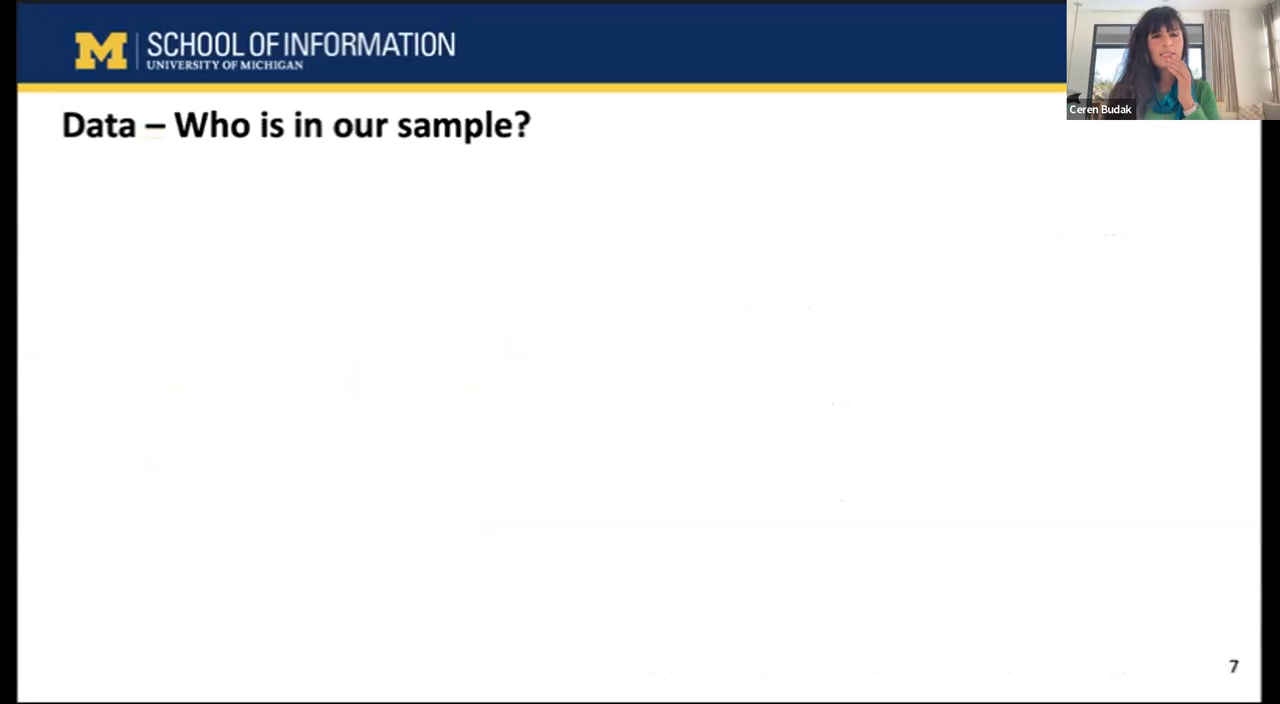 M SCHOOL OF INFORMATION
UNIVERSITY OF MICHIGAN
Ceren Budak
Data – Who is in our sample?
7